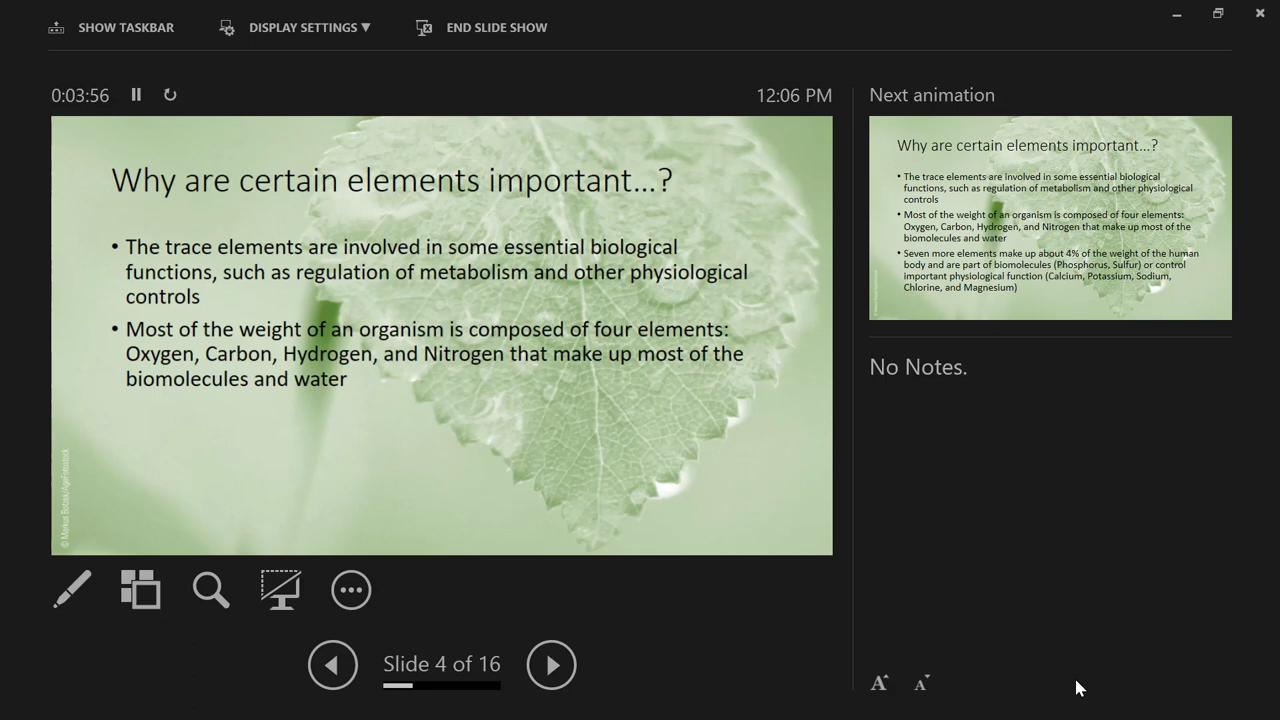 SHOW TASKBAR
DISPLAY SETTINGS ▼
END SLIDE SHOW
0:03:56
12:06 PM
Next animation
Why are certain elements important...?
• The trace elements are involved in some essential biological
functions, such as regulation of metabolism and other physiological
controls
• Most of the weight of an organism is composed of four elements:
Oxygen, Carbon, Hydrogen, and Nitrogen that make up most of the
biomolecules and water
© Markus Botzek/AgeFotostock
Why are certain elements important...?
• The trace elements are involved in some essential biological
functions, such as regulation of metabolism and other physiological
controls
• Most of the weight of an organism is composed of four elements:
Oxygen, Carbon, Hydrogen, and Nitrogen that make up most of the
biomolecules and water
• Seven more elements make up about 4% of the weight of the human
body and are part of biomolecules (Phosphorus, Sulfur) or control
important physiological function (Calcium, Potassium, Sodium,
Chlorine, and Magnesium)
No Notes.
Slide 4 of 16
A
A